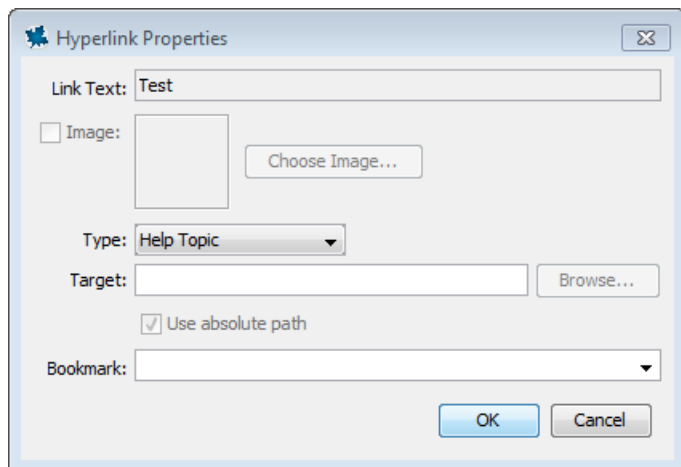 Hyperlink Properties
Link Text: Test
Image:
Choose Image...
Type: Help Topic
Target: Browse...
Use absolute path
Bookmark:
OK Cancel